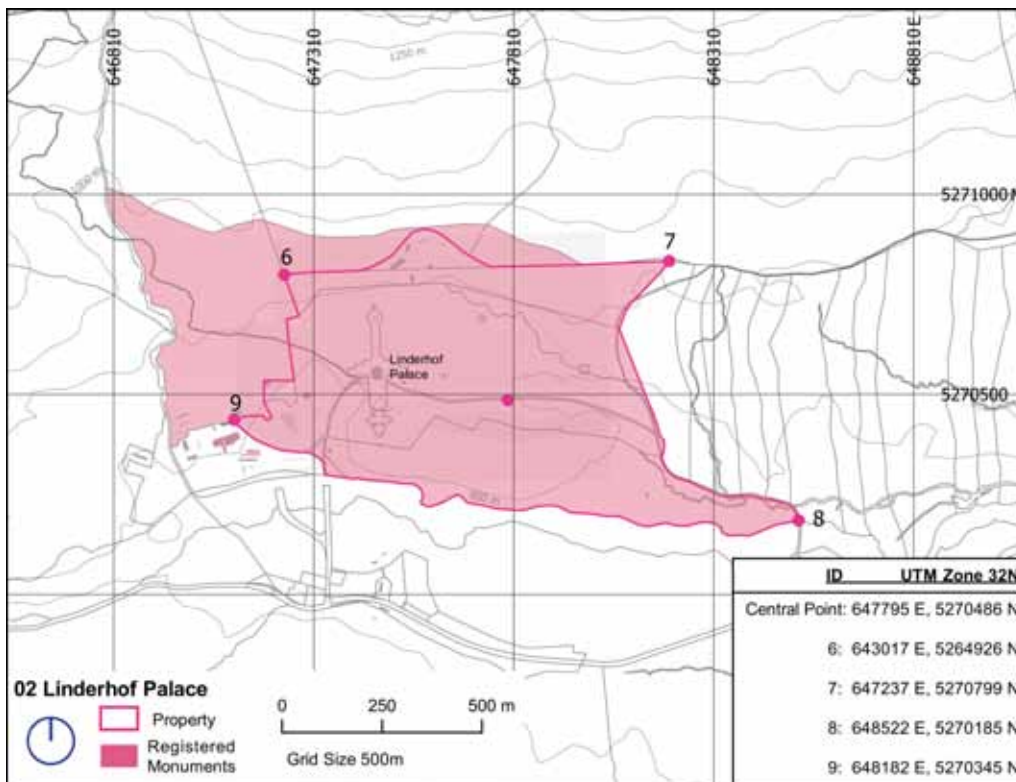 646810
647310
647810
648310
648810 E
1250 m
1000 m
5271000 N
7
6
Linderhof
Palace
5270500
9
8
ID UTM Zone 32N
Central Point: 647795 E, 5270486 N
6: 643017 E, 5264926 N
7: 647237 E, 5270799 N
8: 648522 E, 5270185 N
9: 648182 E, 5270345 N
02 Linderhof Palace
Property
Registered
Monuments
0 250 500 m
Grid Size 500m